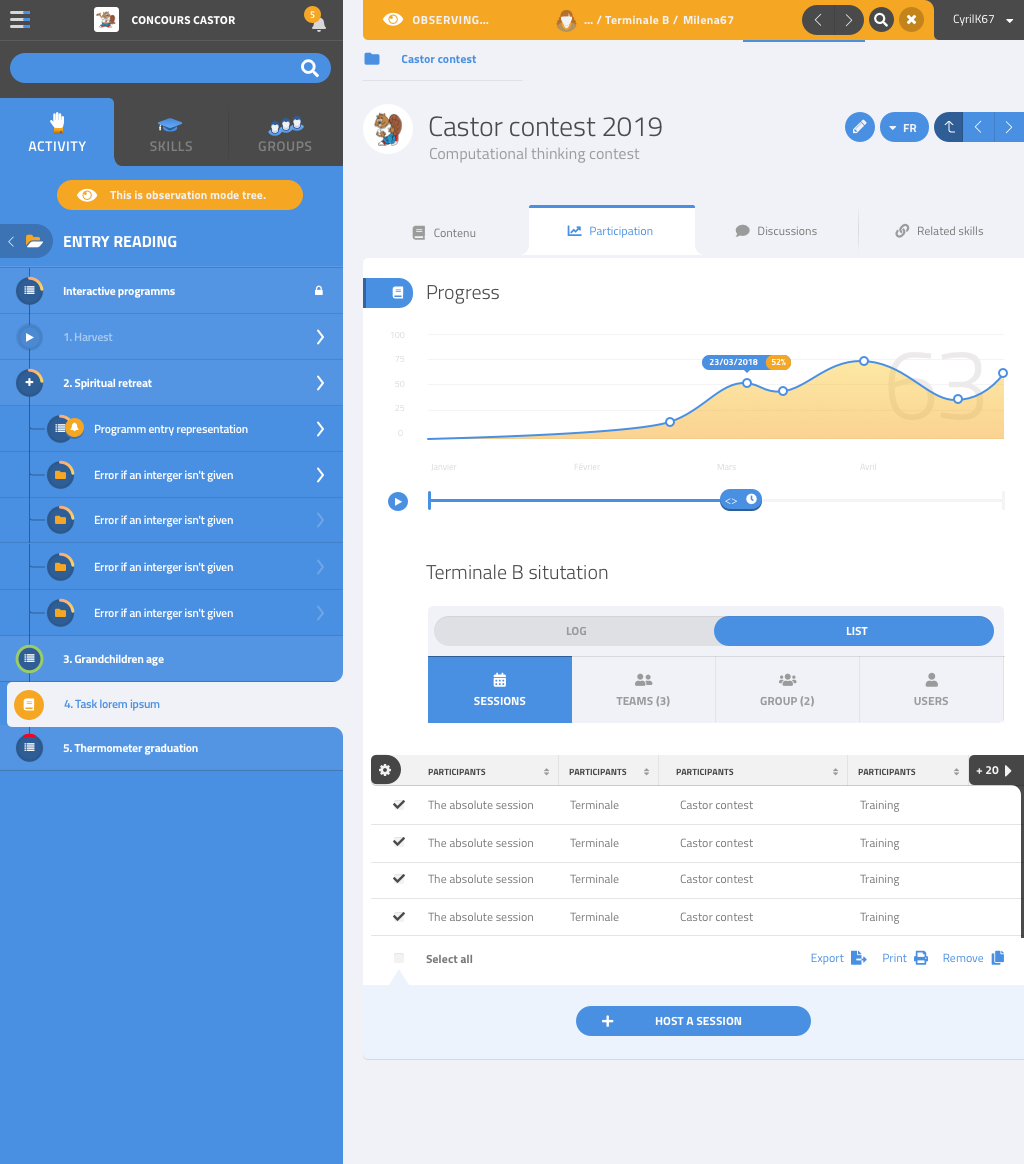 CONCOURS CASTOR
5
OBSERVING...
... / Terminale B / Milena67
CyrilK67
ACTIVITY
SKILLS
GROUPS
This is observation mode tree.
ENTRY READING
Interactive programms
1. Harvest
2. Spiritual retreat
Programm entry representation
Error if an interger isn't given
Error if an interger isn't given
Error if an interger isn't given
Error if an interger isn't given
3. Grandchildren age
4. Task lorem ipsum
5. Thermometer graduation
Castor contest
Castor contest 2019
Computational thinking contest
FR
Contenu
Participation
Discussions
Related skills
Progress
100
75
50
25
0
23/03/2018 52%
63
Janvier
Février
Mars
Avril
<>
Terminale B situtation
LOG
LIST
SESSIONS
TEAMS (3)
GROUP (2)
USERS
PARTICIPANTS PARTICIPANTS PARTICIPANTS PARTICIPANTS + 20
The absolute session Terminale Castor contest Training
The absolute session Terminale Castor contest Training
The absolute session Terminale Castor contest Training
The absolute session Terminale Castor contest Training
Select all
Export
Print
Remove
HOST A SESSION